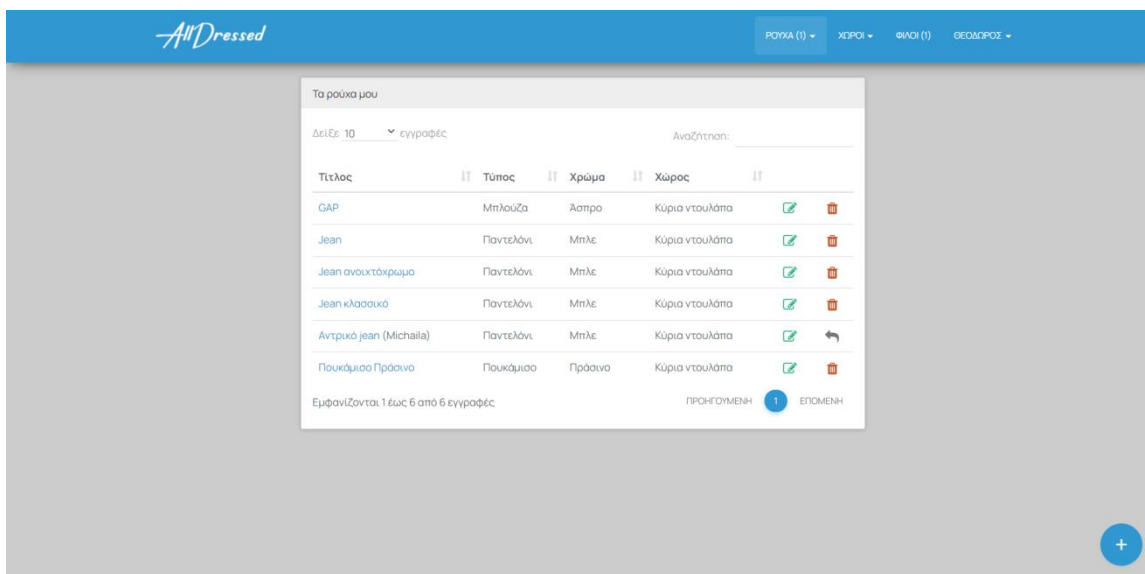 AllDressed
ΡΟΥΧΑ (1) ΧΩΡΟΙ ΦΙΛΟΙ (1) ΘΕΟΔΩΡΟΣ
Τα ρούχα μου
Δείξε 10 εγγραφές Αναζήτηση:
Τίτλος Τύπος Χρώμα Χώρος
GAP Μπλούζα Άσπρο Κύρια ντουλάπα
Jean Παντελόνι Μπλε Κύρια ντουλάπα
Jean ανοιχτόχρωμο Παντελόνι Μπλε Κύρια ντουλάπα
Jean κλασσικό Παντελόνι Μπλε Κύρια ντουλάπα
Αντρικό jean (Michaila) Παντελόνι Μπλε Κύρια ντουλάπα
Πουκάμισο Πράσινο Πουκάμισο Πράσινο Κύρια ντουλάπα
Εμφανίζονται 1 έως 6 από 6 εγγραφές ΠΡΟΗΓΟΥΜΕΝΗ 1 ΕΠΟΜΕΝΗ
+